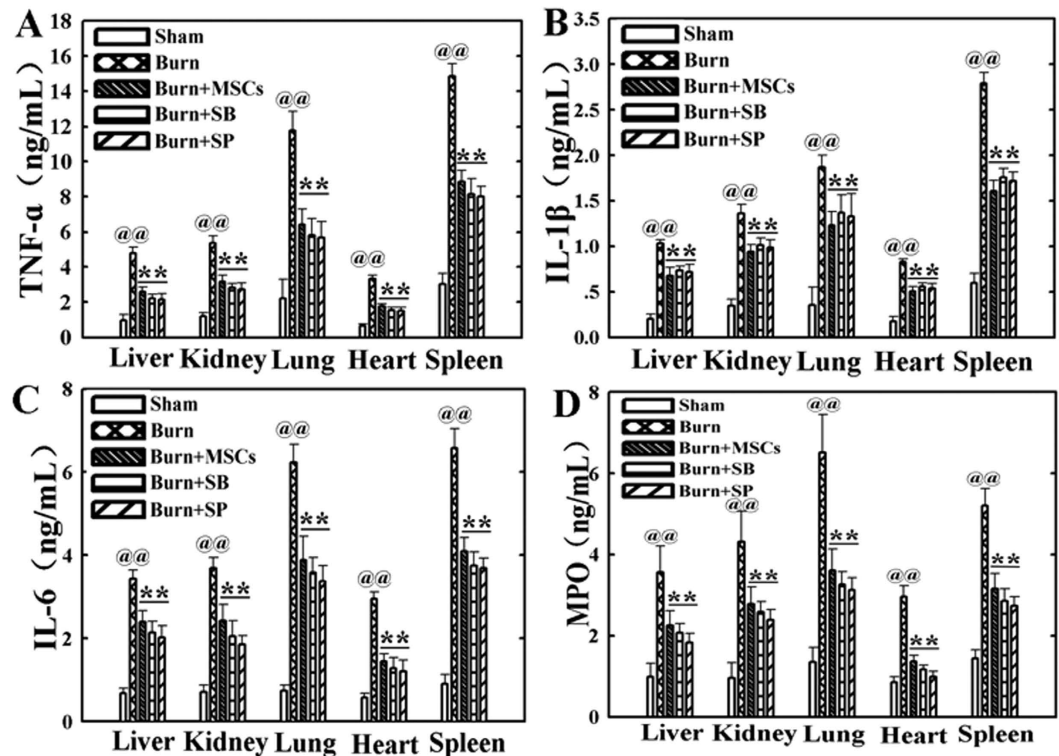 A
TNF-α (ng/mL)
18
16
14
12
10
8
6
4
2
0
Sham
Burn
Burn+MSCs
Burn+SB
Burn+SP
@@
**
@@
**
@@
**
@@
**
@@
**
Liver Kidney Lung Heart Spleen
B
IL-1β (ng/mL)
3.5
3.0
2.5
2.0
1.5
1.0
.5
0.0
Sham
Burn
Burn+MSCs
Burn+SB
Burn+SP
@@
**
@@
**
@@
**
@@
**
@@
**
Liver Kidney Lung Heart Spleen
C
IL-6 (ng/mL)
8
6
4
2
0
Sham
Burn
Burn+MSCs
Burn+SB
Burn+SP
@@
**
@@
**
@@
**
@@
**
@@
**
Liver Kidney Lung Heart Spleen
D
MPO (ng/mL)
8
6
4
2
0
Sham
Burn
Burn+MSCs
Burn+SB
Burn+SP
@@
**
@@
**
@@
**
@@
**
@@
**
Liver Kidney Lung Heart Spleen